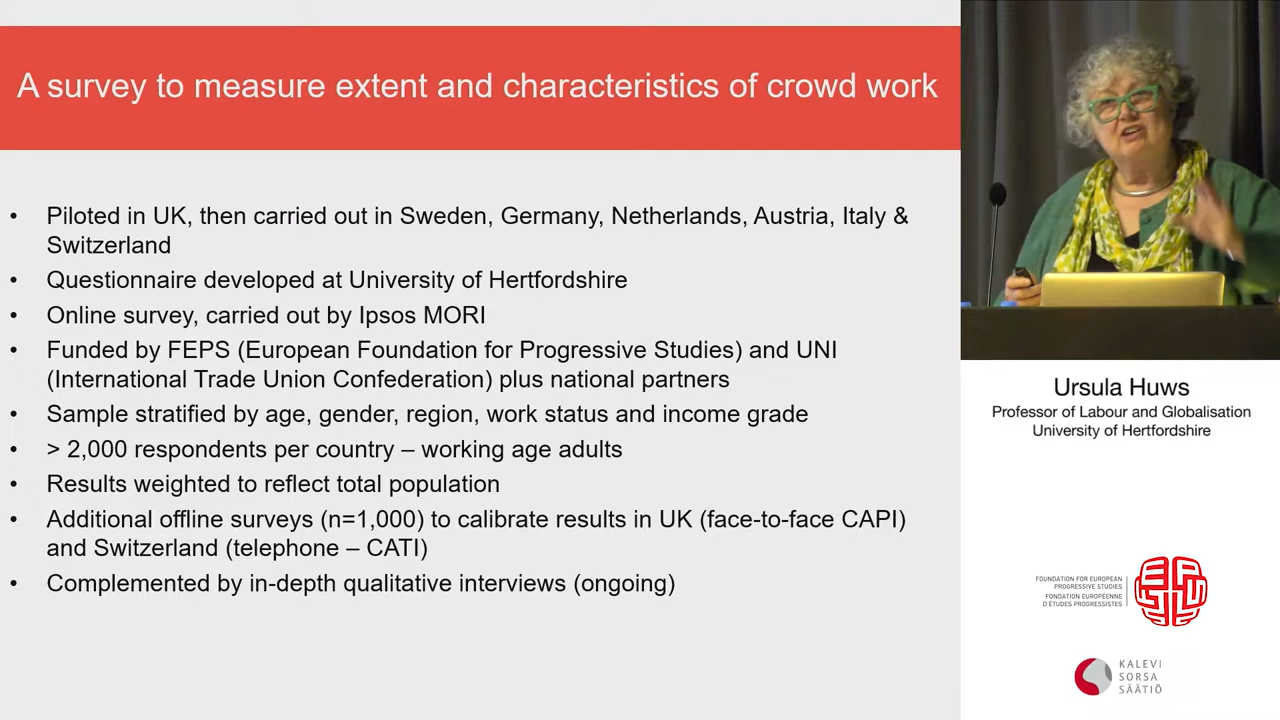 A survey to measure extent and characteristics of crowd work
• Piloted in UK, then carried out in Sweden, Germany, Netherlands, Austria, Italy &
Switzerland
• Questionnaire developed at University of Hertfordshire
• Online survey, carried out by Ipsos MORI
• Funded by FEPS (European Foundation for Progressive Studies) and UNI
(International Trade Union Confederation) plus national partners
• Sample stratified by age, gender, region, work status and income grade
• > 2,000 respondents per country – working age adults
• Results weighted to reflect total population
• Additional offline surveys (n=1,000) to calibrate results in UK (face-to-face CAPI)
and Switzerland (telephone – CATI)
• Complemented by in-depth qualitative interviews (ongoing)
Ursula Huws
Professor of Labour and Globalisation
University of Hertfordshire
FOUNDATION FOR EUROPEAN
PROGRESSIVE STUDIES
FONDATION EUROPÉENNE
D'ÉTUDES PROGRESSISTES
KALEVI
SORSA
SÄÄTIÖ